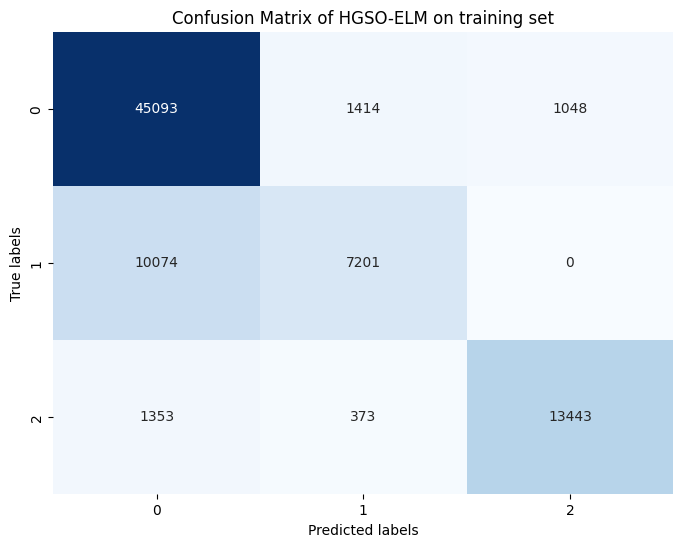 Confusion Matrix of HGSO-ELM on training set
0
45093 1414 1048
1
10074 7201 0
2
1353 373 13443
True labels
0 1 2
Predicted labels